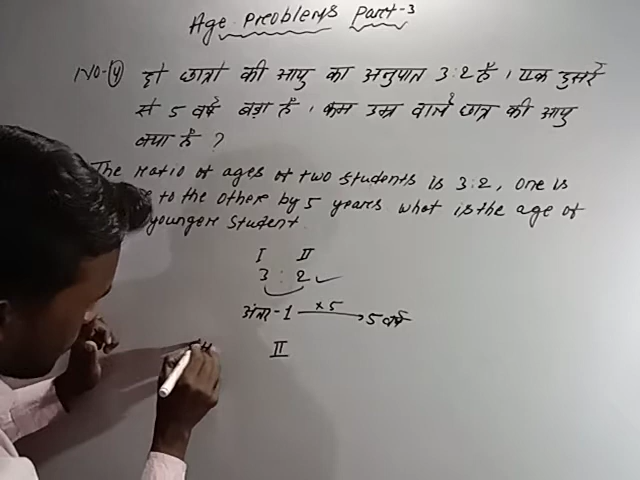 Age Preoblems Part-3
NO-(4) दो छात्रो की आयु का अनुपात 3:2 है। एक दुसरे
से 5 वर्ष बड़ा है। कम उम्र वाले छात्र की आयु
क्या है ?
The ratio of ages of two students is 3:2, one is
to the other by 5 years what is the age of
younger student.
I II
3 : 2 ✓
अंतर - 1 ×5 → 5 वर्ष
II